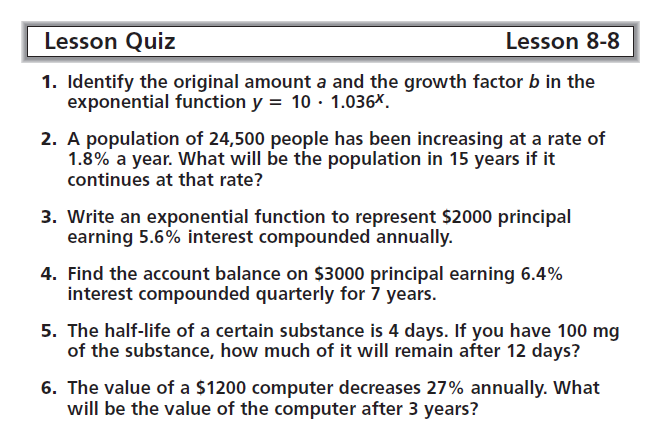 Lesson Quiz Lesson 8-8
1. Identify the original amount a and the growth factor b in the
exponential function y = 10 · 1.036ˣ.
2. A population of 24,500 people has been increasing at a rate of
1.8% a year. What will be the population in 15 years if it
continues at that rate?
3. Write an exponential function to represent $2000 principal
earning 5.6% interest compounded annually.
4. Find the account balance on $3000 principal earning 6.4%
interest compounded quarterly for 7 years.
5. The half-life of a certain substance is 4 days. If you have 100 mg
of the substance, how much of it will remain after 12 days?
6. The value of a $1200 computer decreases 27% annually. What
will be the value of the computer after 3 years?